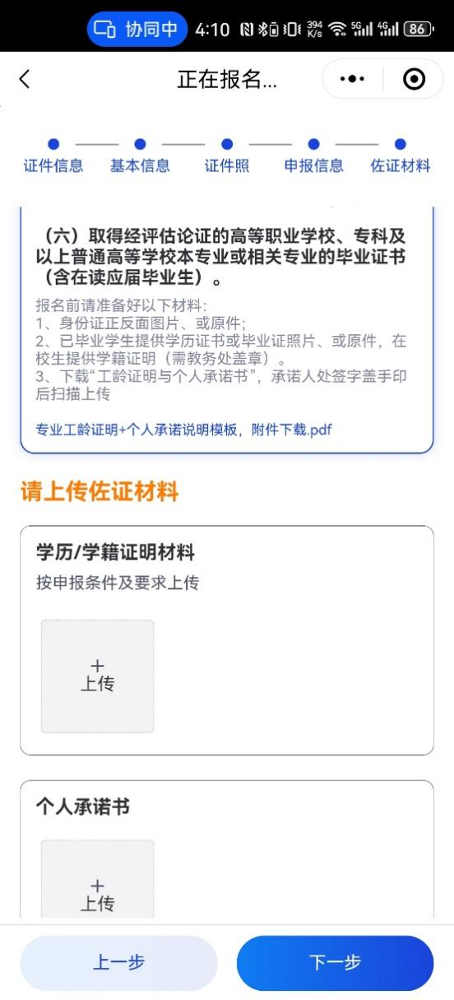 协同中 4:10 394 K/s 5G 4G 86
正在报名...
证件信息 基本信息 证件照 申报信息 佐证材料
（六）取得经评估论证的高等职业学校、专科及
以上普通高等学校本专业或相关专业的毕业证书
（含在读应届毕业生）。
报名前请准备好以下材料:
1、身份证正反面图片、或原件;
2、已毕业学生提供学历证书或毕业证照片、或原件，在
校生提供学籍证明（需教务处盖章）。
3、下载“工龄证明与个人承诺书”，承诺人处签字盖手印
后扫描上传
专业工龄证明+个人承诺说明模板，附件下载.pdf
请上传佐证材料
学历/学籍证明材料
按申报条件及要求上传
+
上传
个人承诺书
+
上传
上一步 下一步